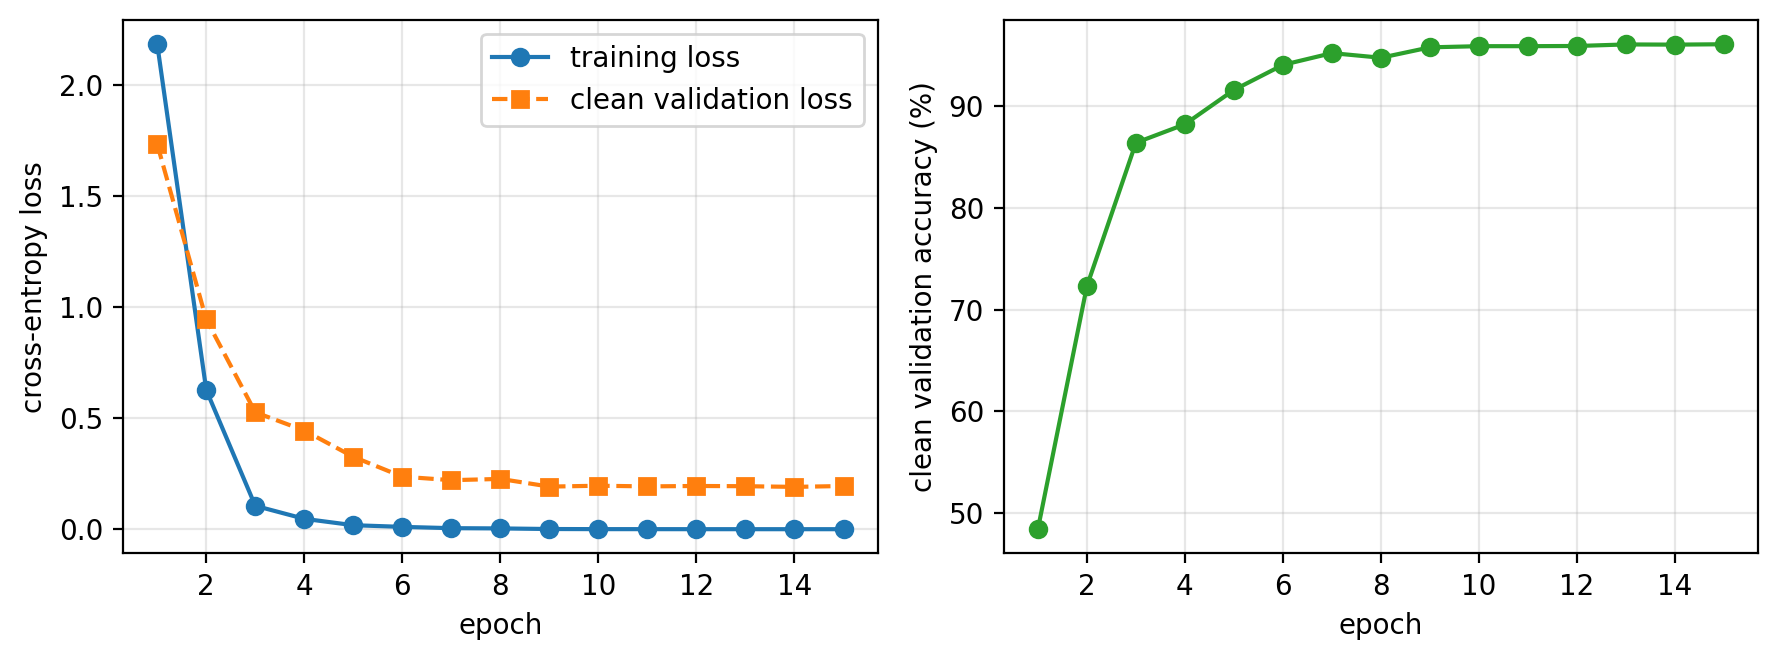 cross-entropy loss
2.0
1.5
1.0
0.5
0.0
training loss
clean validation loss
2 4 6 8 10 12 14
epoch
clean validation accuracy (%)
90
80
70
60
50
2 4 6 8 10 12 14
epoch